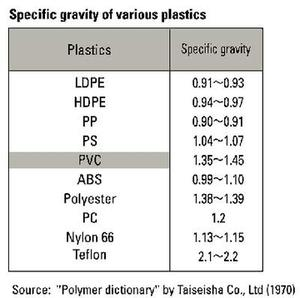 Specific gravity of various plastics
Plastics Specific gravity
LDPE 0.91～0.93
HDPE 0.94～0.97
PP 0.90～0.91
PS 1.04～1.07
PVC 1.35～1.45
ABS 0.99～1.10
Polyester 1.38～1.39
PC 1.2
Nylon 66 1.13～1.15
Teflon 2.1～2.2
Source: "Polymer dictionary" by Taiseisha Co., Ltd (1970)